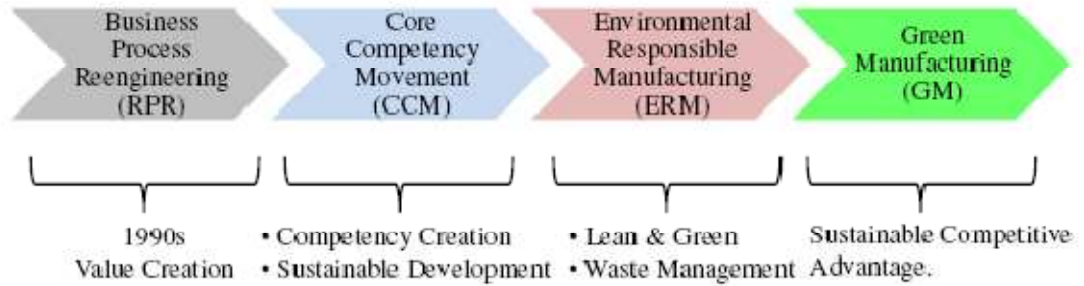 Business
Process
Reengineering
(RPR)
Core
Competency
Movement
(CCM)
Environmental
Responsible
Manufacturing
(ERM)
Green
Manufacturing
(GM)
1990s
Value Creation
• Competency Creation
• Sustainable Development
• Lean & Green
• Waste Management
Sustainable Competitive
Advantage.